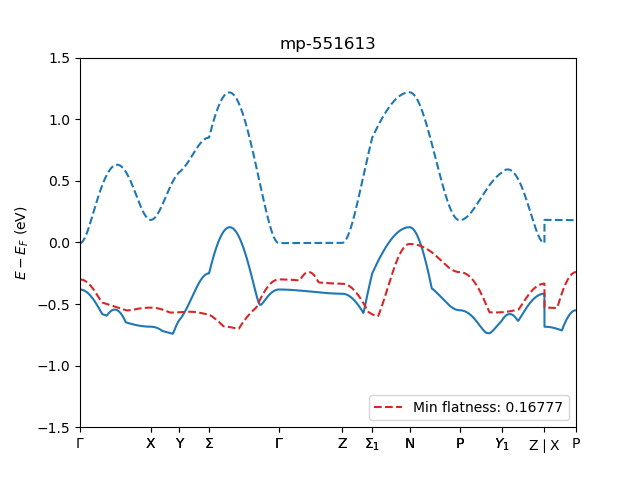 mp-551613
E − E_F (eV)
1.5
1.0
0.5
0.0
−0.5
−1.0
−1.5
Min flatness: 0.16777
Γ X Y Σ Γ Z Σ₁ N P Y₁ Z | X P